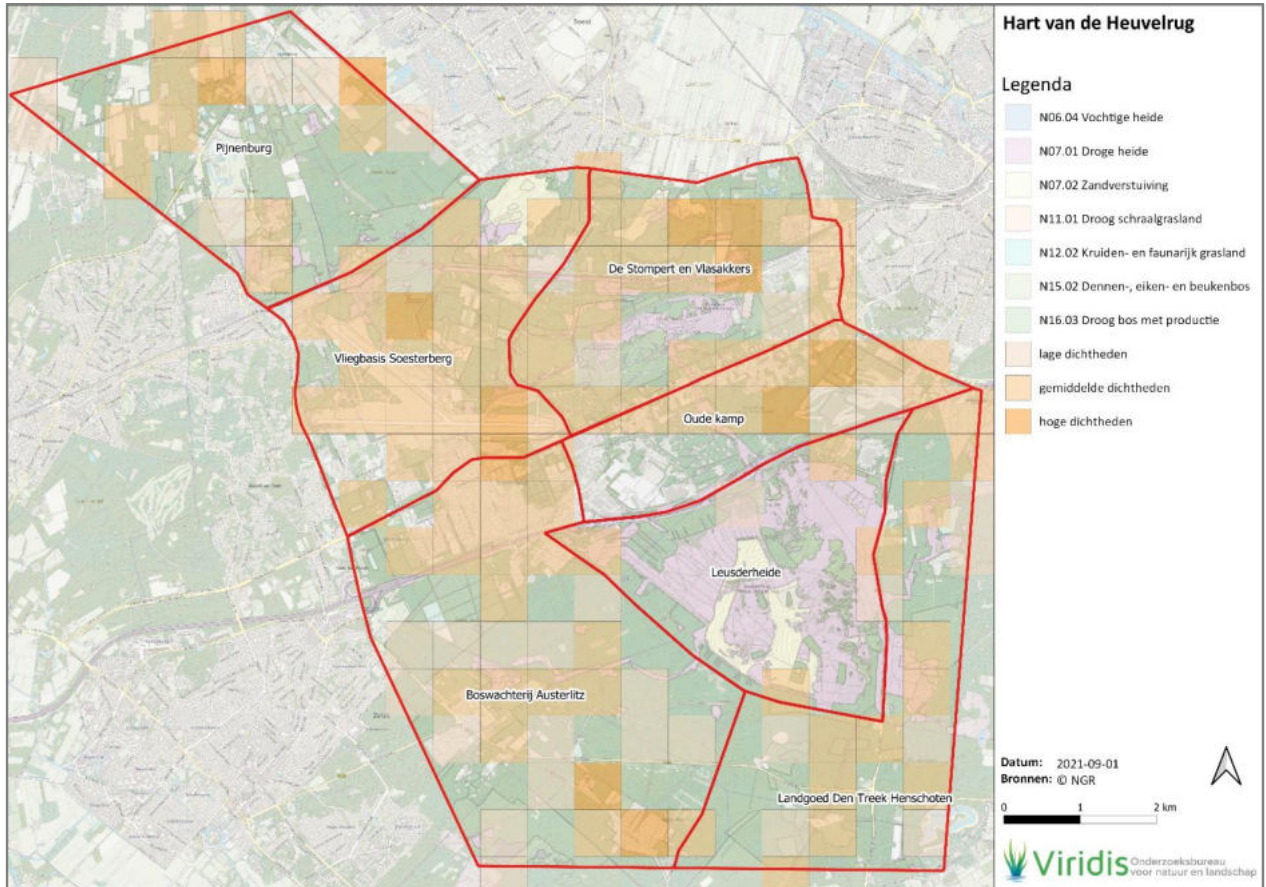 Hart van de Heuvelrug
Legenda
N06.04 Vochtige heide
N07.01 Droge heide
N07.02 Zandverstuiving
N11.01 Droog schraalgrasland
N12.02 Kruiden- en faunarijk grasland
N15.02 Dennen-, eiken- en beukenbos
N16.03 Droog bos met productie
lage dichtheden
gemiddelde dichtheden
hoge dichtheden
Pijnenburg
De Stompert en Vlasakkers
Vliegbasis Soesterberg
Oude kamp
Leusderheide
Boswachterij Austerlitz
Landgoed Den Treek Henschoten
Soest
Zeist
Datum: 2021-09-01
Bronnen: © NGR
0 1 2 km
Viridis Onderzoeksbureau
voor natuur en landschap